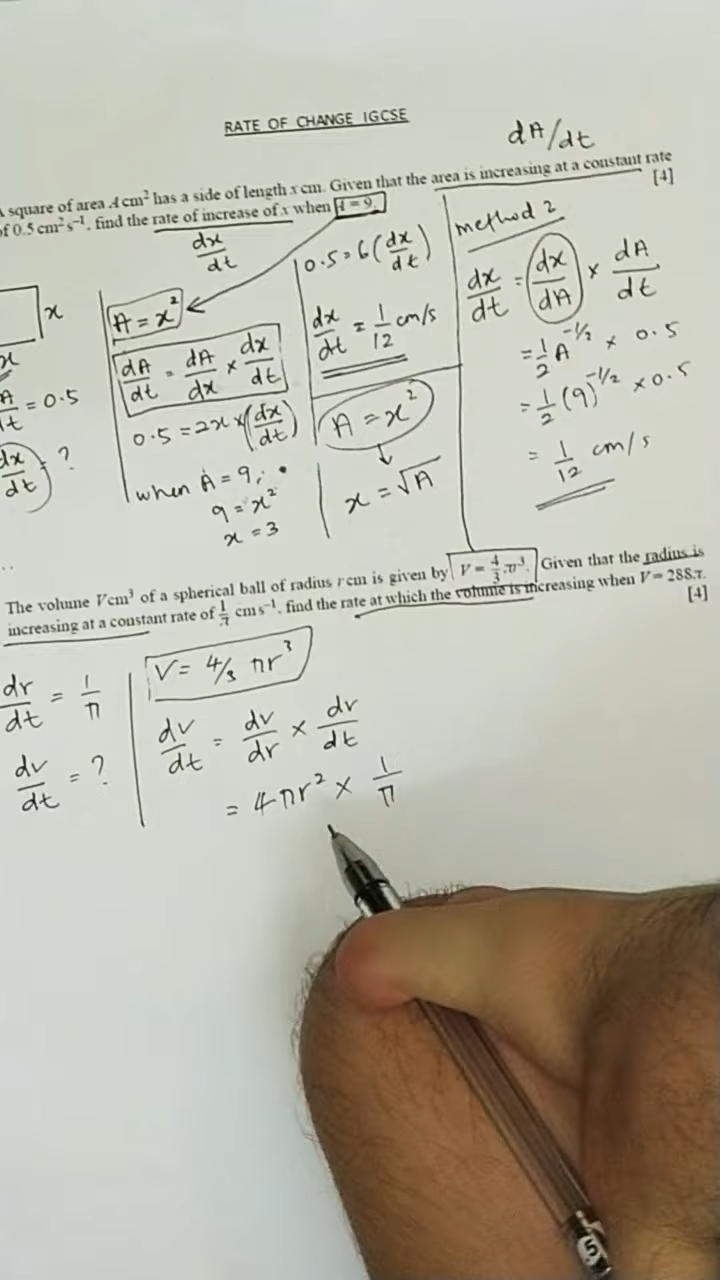 RATE OF CHANGE IGCSE
dA/dt
square of area A cm² has a side of length x cm. Given that the area is increasing at a constant rate
of 0.5 cm² s⁻¹, find the rate of increase of x when A = 9.
[4]
dx/dt
x
x
dA/dt = 0.5
dx/dt = ?
A = x²
dA/dt = dA/dx × dx/dt
0.5 = 2x × (dx/dt)
when A = 9,
9 = x²
x = 3
0.5 = 6(dx/dt)
dx/dt = 1/12 cm/s
A = x²
x = √A
method 2
dx/dt = dx/dA × dA/dt
= 1/2 A^-1/2 × 0.5
= 1/2 (9)^-1/2 × 0.5
= 1/12 cm/s
The volume V cm³ of a spherical ball of radius r cm is given by V = 4/3 πr³. Given that the radius is
increasing at a constant rate of 1/π cm s⁻¹, find the rate at which the volume is increasing when V = 288π.
[4]
dr/dt = 1/π
dv/dt = ?
V = 4/3 πr³
dv/dt = dv/dr × dr/dt
= 4πr² × 1/π
5